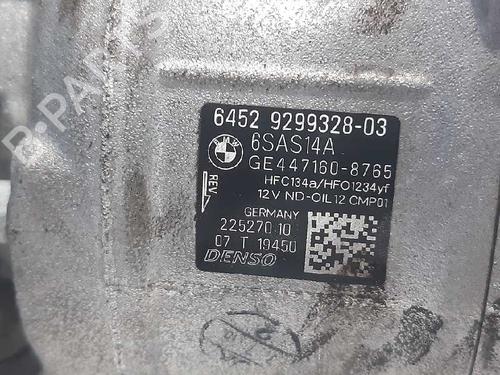 B-PARTS
6452 9299328-03
BMW
6SAS14A
GE447160-8765
REV.
HFC134a/HFO1234yf
12V ND-OIL12 CMP01
GERMANY
22527010
07 T 19450
DENSO